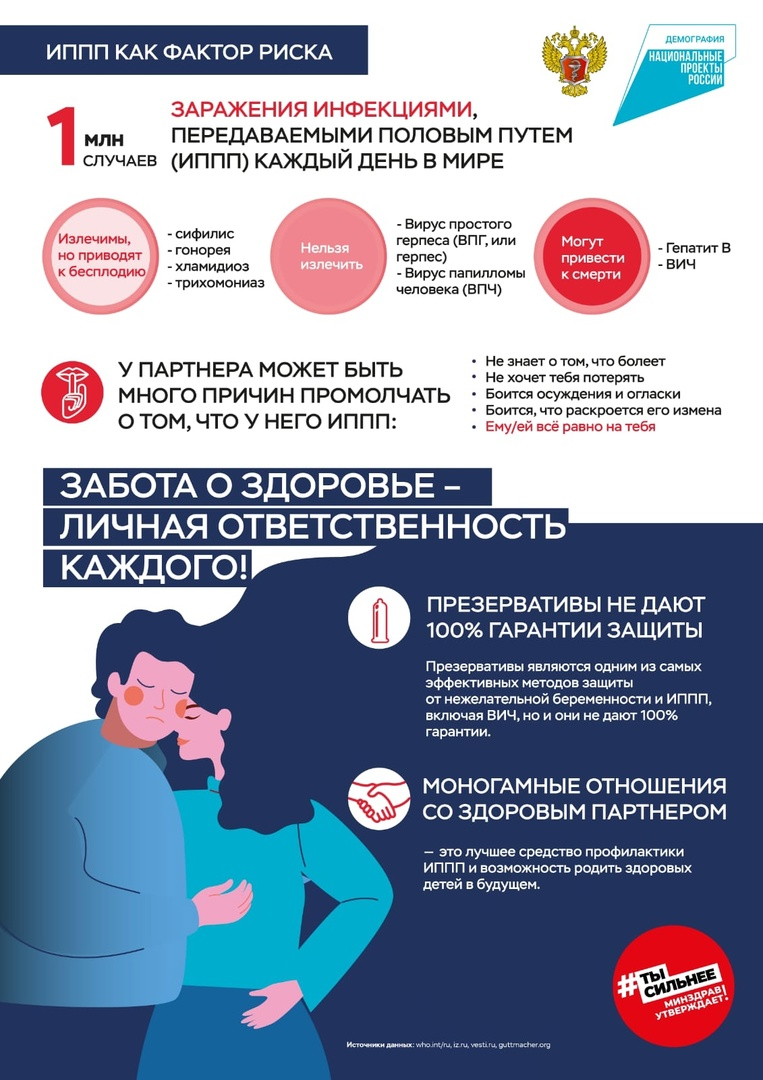 ИППП КАК ФАКТОР РИСКА
ДЕМОГРАФИЯ
НАЦИОНАЛЬНЫЕ
ПРОЕКТЫ
РОССИИ
1 МЛН
СЛУЧАЕВ
ЗАРАЖЕНИЯ ИНФЕКЦИЯМИ,
ПЕРЕДАВАЕМЫМИ ПОЛОВЫМ ПУТЕМ
(ИППП) КАЖДЫЙ ДЕНЬ В МИРЕ
Излечимы,
но приводят
к бесплодию
- сифилис
- гонорея
- хламидиоз
- трихомониаз
Нельзя
излечить
- Вирус простого
герпеса (ВПГ, или
герпес)
- Вирус папилломы
человека (ВПЧ)
Могут
привести
к смерти
- Гепатит В
- ВИЧ
У ПАРТНЕРА МОЖЕТ БЫТЬ
МНОГО ПРИЧИН ПРОМОЛЧАТЬ
О ТОМ, ЧТО У НЕГО ИППП:
• Не знает о том, что болеет
• Не хочет тебя потерять
• Боится осуждения и огласки
• Боится, что раскроется его измена
• Ему/ей всё равно на тебя
ЗАБОТА О ЗДОРОВЬЕ –
ЛИЧНАЯ ОТВЕТСТВЕННОСТЬ
КАЖДОГО!
ПРЕЗЕРВАТИВЫ НЕ ДАЮТ
100% ГАРАНТИИ ЗАЩИТЫ
Презервативы являются одним из самых
эффективных методов защиты
от нежелательной беременности и ИППП,
включая ВИЧ, но и они не дают 100%
гарантии.
МОНОГАМНЫЕ ОТНОШЕНИЯ
СО ЗДОРОВЫМ ПАРТНЕРОМ
— это лучшее средство профилактики
ИППП и возможность родить здоровых
детей в будущем.
#ТЫ
СИЛЬНЕЕ
МИНЗДРАВ
УТВЕРЖДАЕТ!
Источники данных: who.int/ru, iz.ru, vesti.ru, guttmacher.org